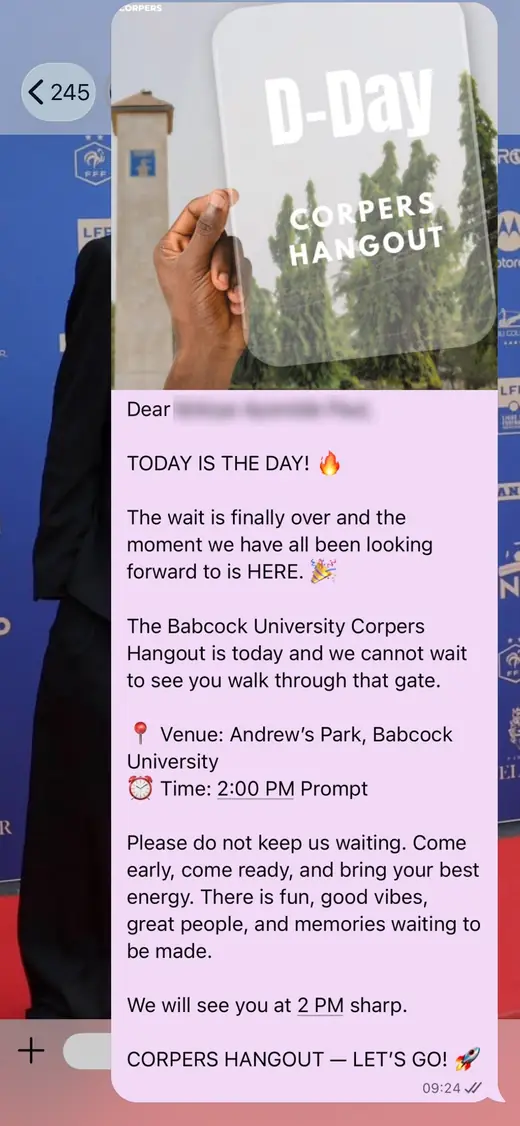 CORPERS
245
D-Day
CORPERS
HANGOUT
FFF
LFF
Dear
TODAY IS THE DAY! 🔥
The wait is finally over and the
moment we have all been looking
forward to is HERE. 🎉
The Babcock University Corpers
Hangout is today and we cannot wait
to see you walk through that gate.
📍 Venue: Andrew’s Park, Babcock
University
⏰ Time: 2:00 PM Prompt
Please do not keep us waiting. Come
early, come ready, and bring your best
energy. There is fun, good vibes,
great people, and memories waiting to
be made.
We will see you at 2 PM sharp.
CORPERS HANGOUT — LET’S GO! 🚀
09:24